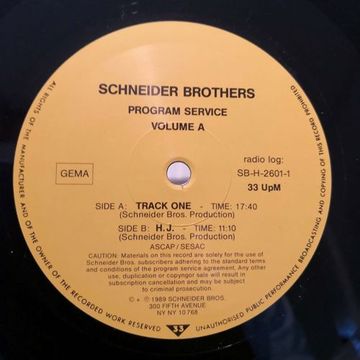 SCHNEIDER BROTHERS
PROGRAM SERVICE
VOLUME A
GEMA
radio log:
SB-H-2601-1
33 UpM
SIDE A: TRACK ONE - TIME: 17:40
(Schneider Bros. Production)
SIDE B: H.J. - TIME: 11:10
(Schneider Bros. Production)
ASCAP/SESAC
CAUTION: Materials on this record are solely for the use of
Schneider Bros. subscribers adhering to the standard terms
and conditions of the program service agreement. Any other
use, duplication or copyngor sale will result in
subscription cancellation and may be subject
to criminal prosecution.
© + ℗ 1989 SCHNEIDER BROS.
300 FIFTH AVENUE
NY NY 10768
33
ALL RIGHTS OF THE MANUFACTURER AND OF THE OWNER OF THE RECORDED WORK RESERVED
UNAUTHORISED PUBLIC PERFORMANCE BROADCASTING AND COPYING OF THIS RECORD PROHIBITED